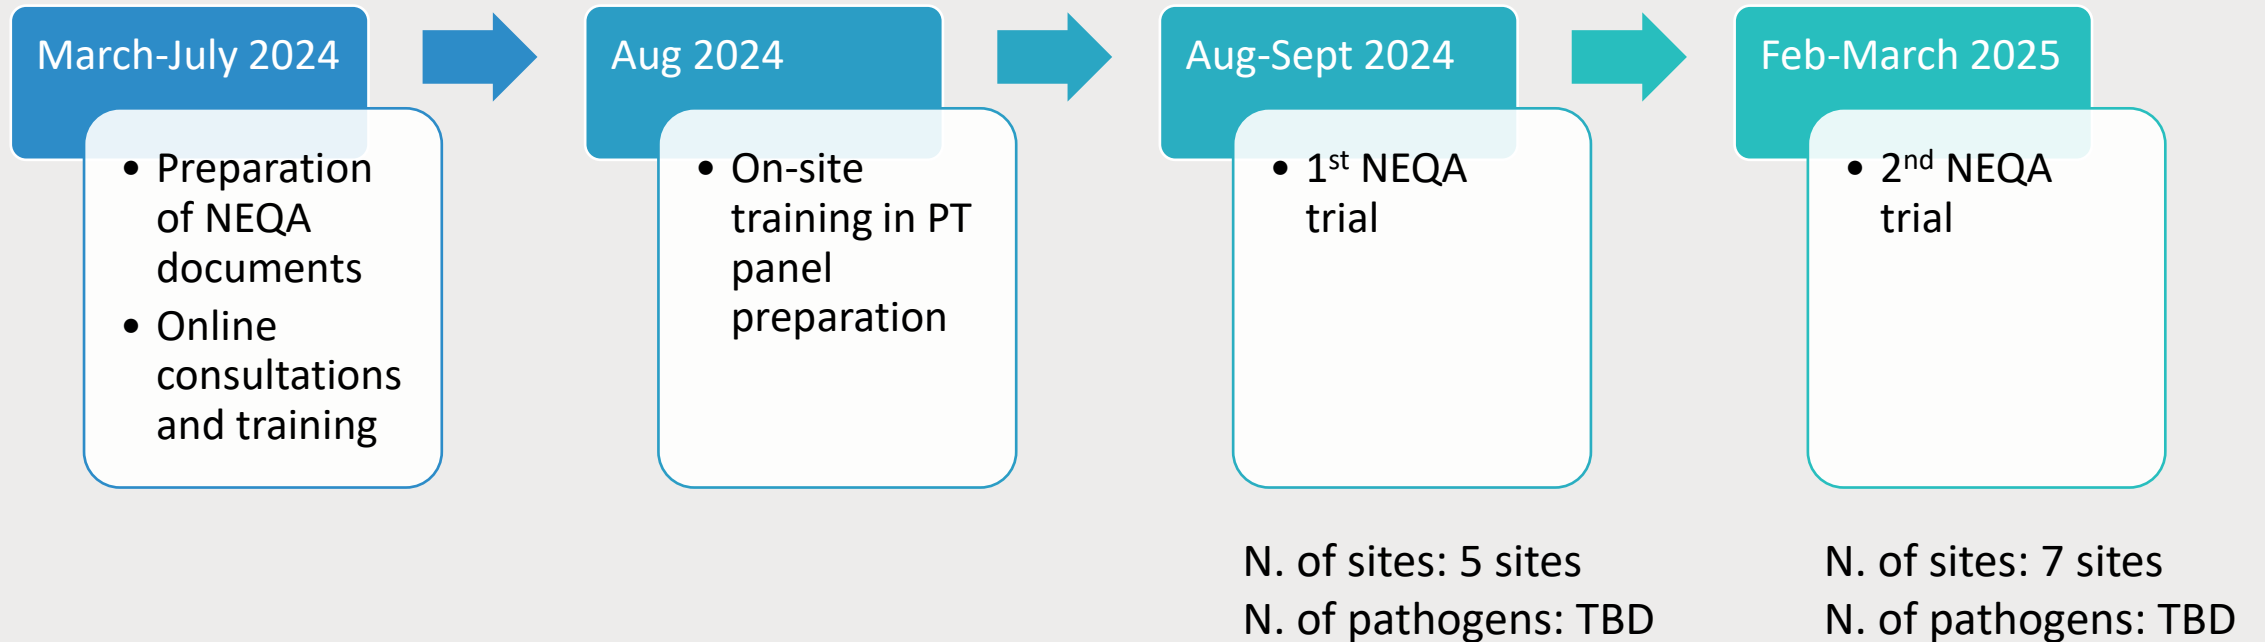 March-July 2024
• Preparation
of NEQA
documents
• Online
consultations
and training
Aug 2024
• On-site
training in PT
panel
preparation
Aug-Sept 2024
• 1st NEQA
trial
N. of sites: 5 sites
N. of pathogens: TBD
Feb-March 2025
• 2nd NEQA
trial
N. of sites: 7 sites
N. of pathogens: TBD